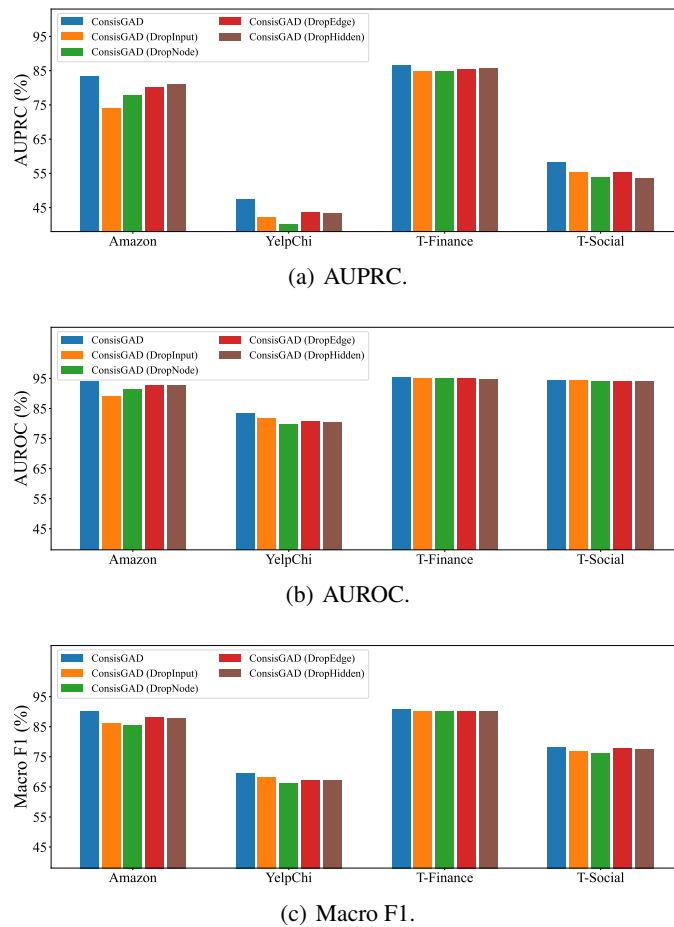 95
85
75
65
55
45
AUPRC (%)
ConsisGAD
ConsisGAD (DropInput)
ConsisGAD (DropNode)
ConsisGAD (DropEdge)
ConsisGAD (DropHidden)
Amazon YelpChi T-Finance T-Social
(a) AUPRC.
95
85
75
65
55
45
AUROC (%)
ConsisGAD
ConsisGAD (DropInput)
ConsisGAD (DropNode)
ConsisGAD (DropEdge)
ConsisGAD (DropHidden)
Amazon YelpChi T-Finance T-Social
(b) AUROC.
95
85
75
65
55
45
Macro F1 (%)
ConsisGAD
ConsisGAD (DropInput)
ConsisGAD (DropNode)
ConsisGAD (DropEdge)
ConsisGAD (DropHidden)
Amazon YelpChi T-Finance T-Social
(c) Macro F1.